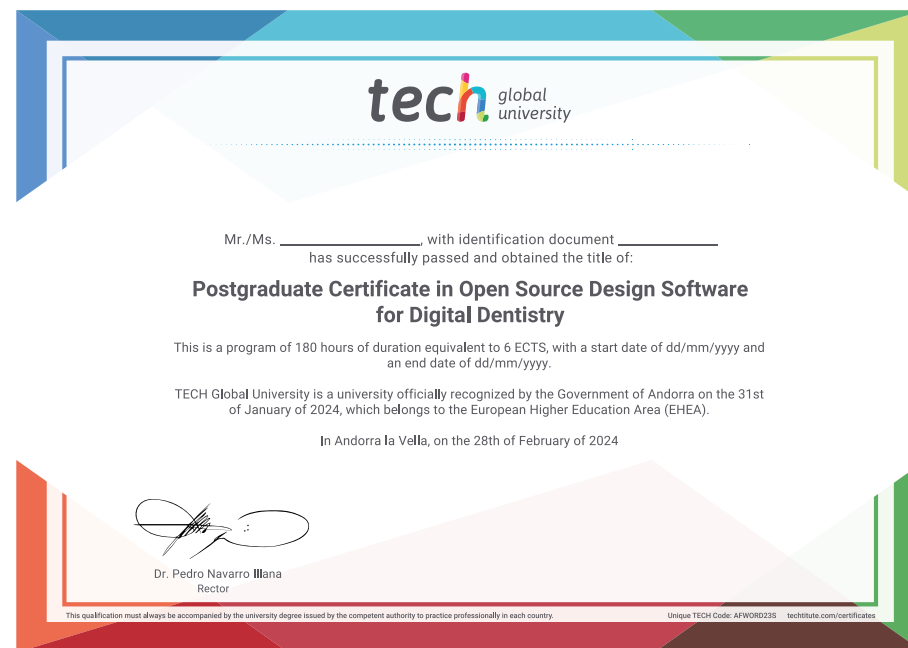 tech global university
Mr./Ms. ____________, with identification document ____________
has successfully passed and obtained the title of:
Postgraduate Certificate in Open Source Design Software
for Digital Dentistry
This is a program of 180 hours of duration equivalent to 6 ECTS, with a start date of dd/mm/yyyy and
an end date of dd/mm/yyyy.
TECH Global University is a university officially recognized by the Government of Andorra on the 31st
of January of 2024, which belongs to the European Higher Education Area (EHEA).
In Andorra la Vella, on the 28th of February of 2024
Dr. Pedro Navarro Illana
Rector
This qualification must always be accompanied by the university degree issued by the competent authority to practice professionally in each country.
Unique TECH Code: AFWORD23S techtitute.com/certificates